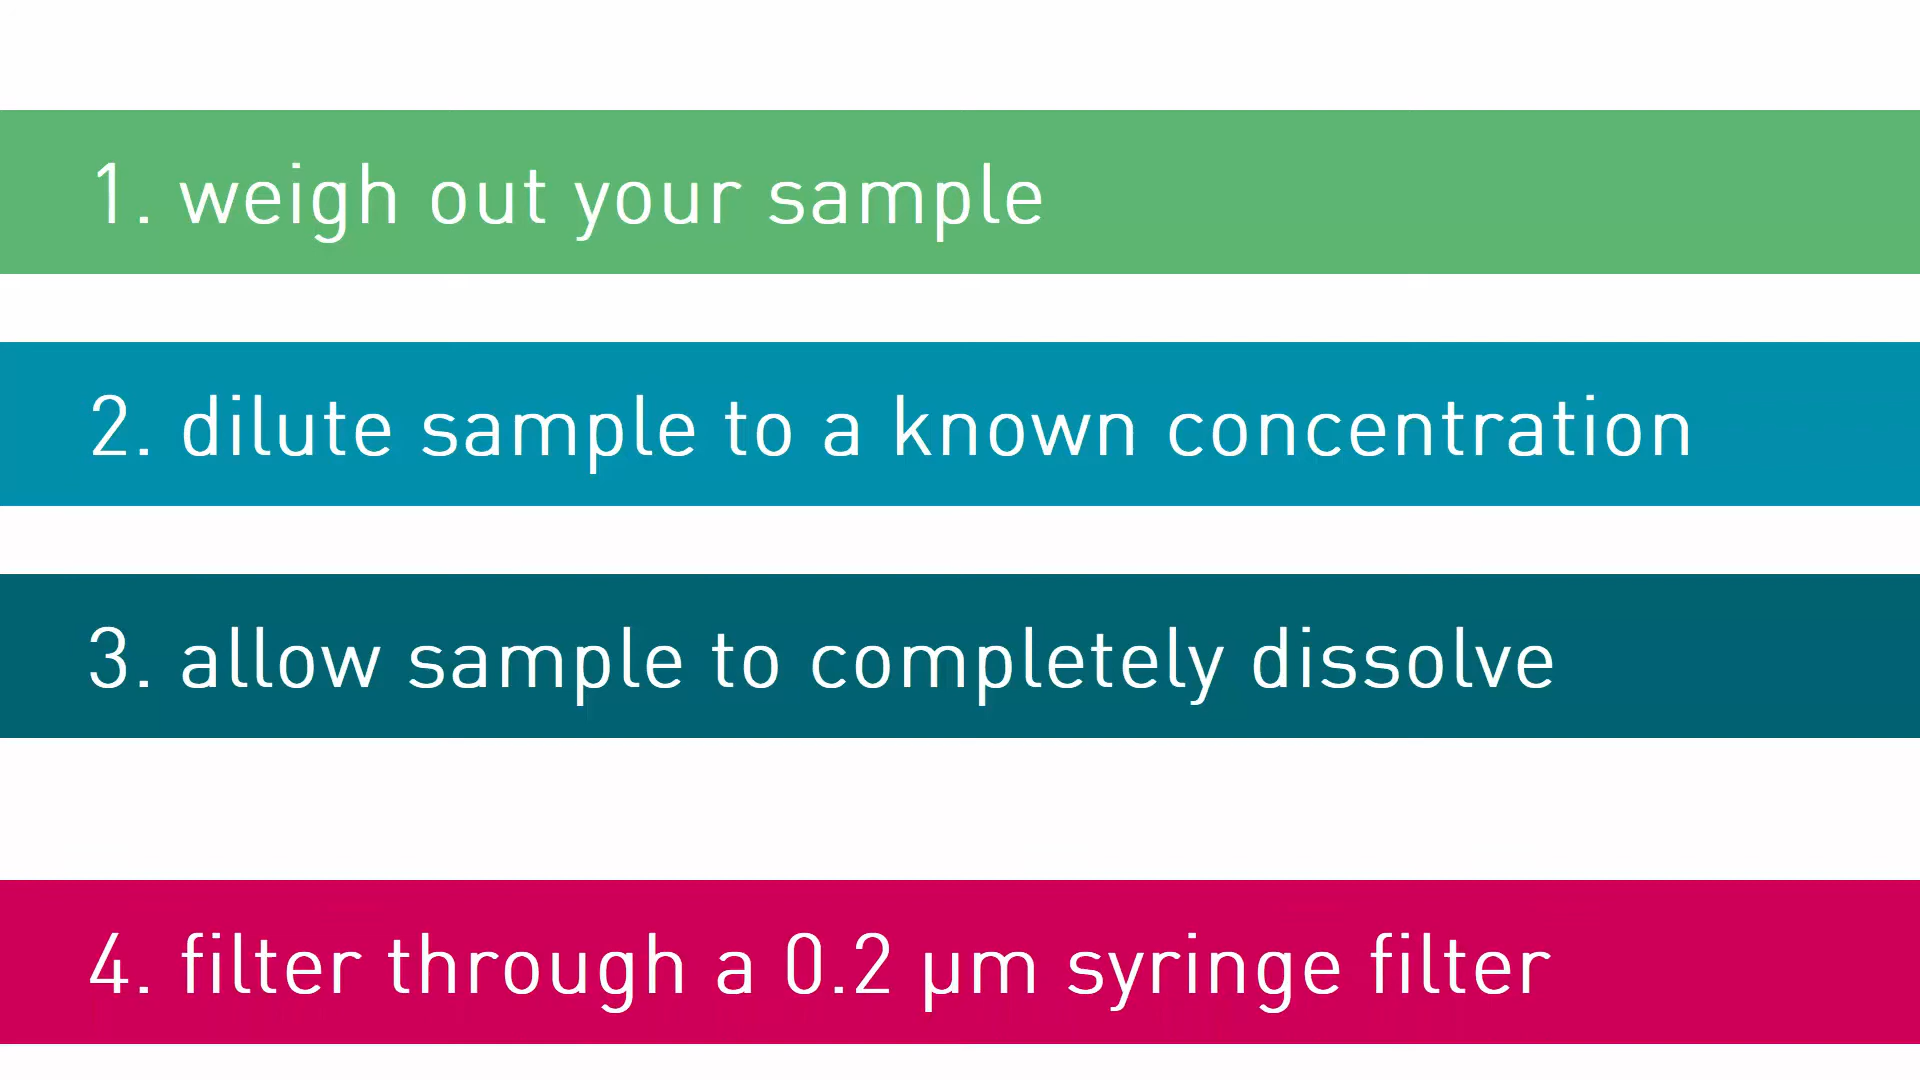 1. weigh out your sample
2. dilute sample to a known concentration
3. allow sample to completely dissolve
4. filter through a 0.2 µm syringe filter